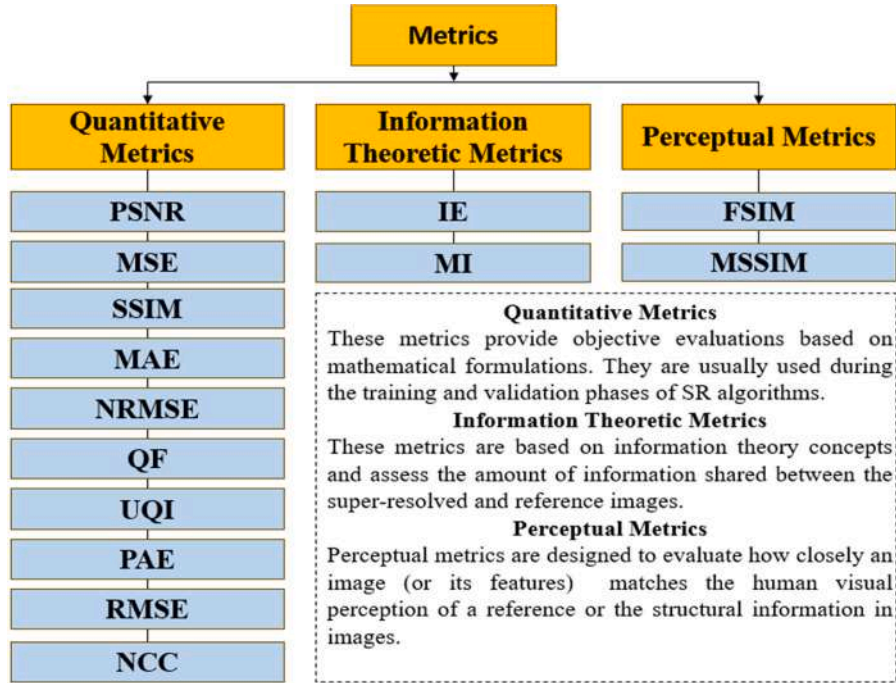 Metrics
Quantitative
Metrics
PSNR
MSE
SSIM
MAE
NRMSE
QF
UQI
PAE
RMSE
NCC
Information
Theoretic Metrics
IE
MI
Perceptual Metrics
FSIM
MSSIM
Quantitative Metrics
These metrics provide objective evaluations based on
mathematical formulations. They are usually used during
the training and validation phases of SR algorithms.
Information Theoretic Metrics
These metrics are based on information theory concepts
and assess the amount of information shared between the
super-resolved and reference images.
Perceptual Metrics
Perceptual metrics are designed to evaluate how closely an
image (or its features) matches the human visual
perception of a reference or the structural information in
images.